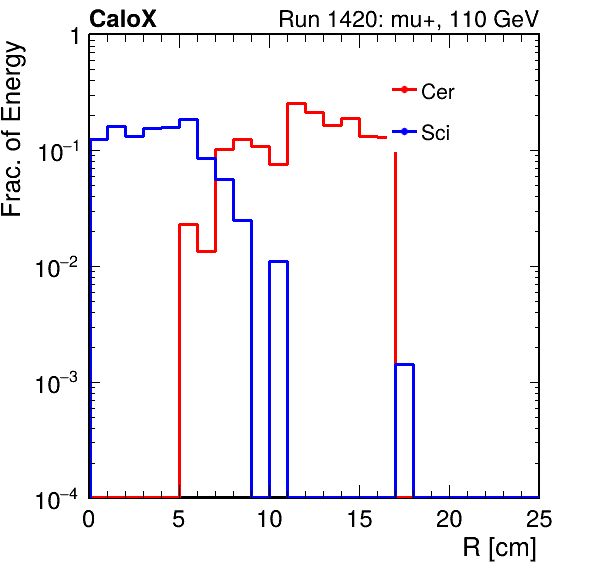 CaloX Run 1420: mu+, 110 GeV
Frac. of Energy
1
10⁻¹
10⁻²
10⁻³
10⁻⁴
Cer
Sci
0 5 10 15 20 25
R [cm]